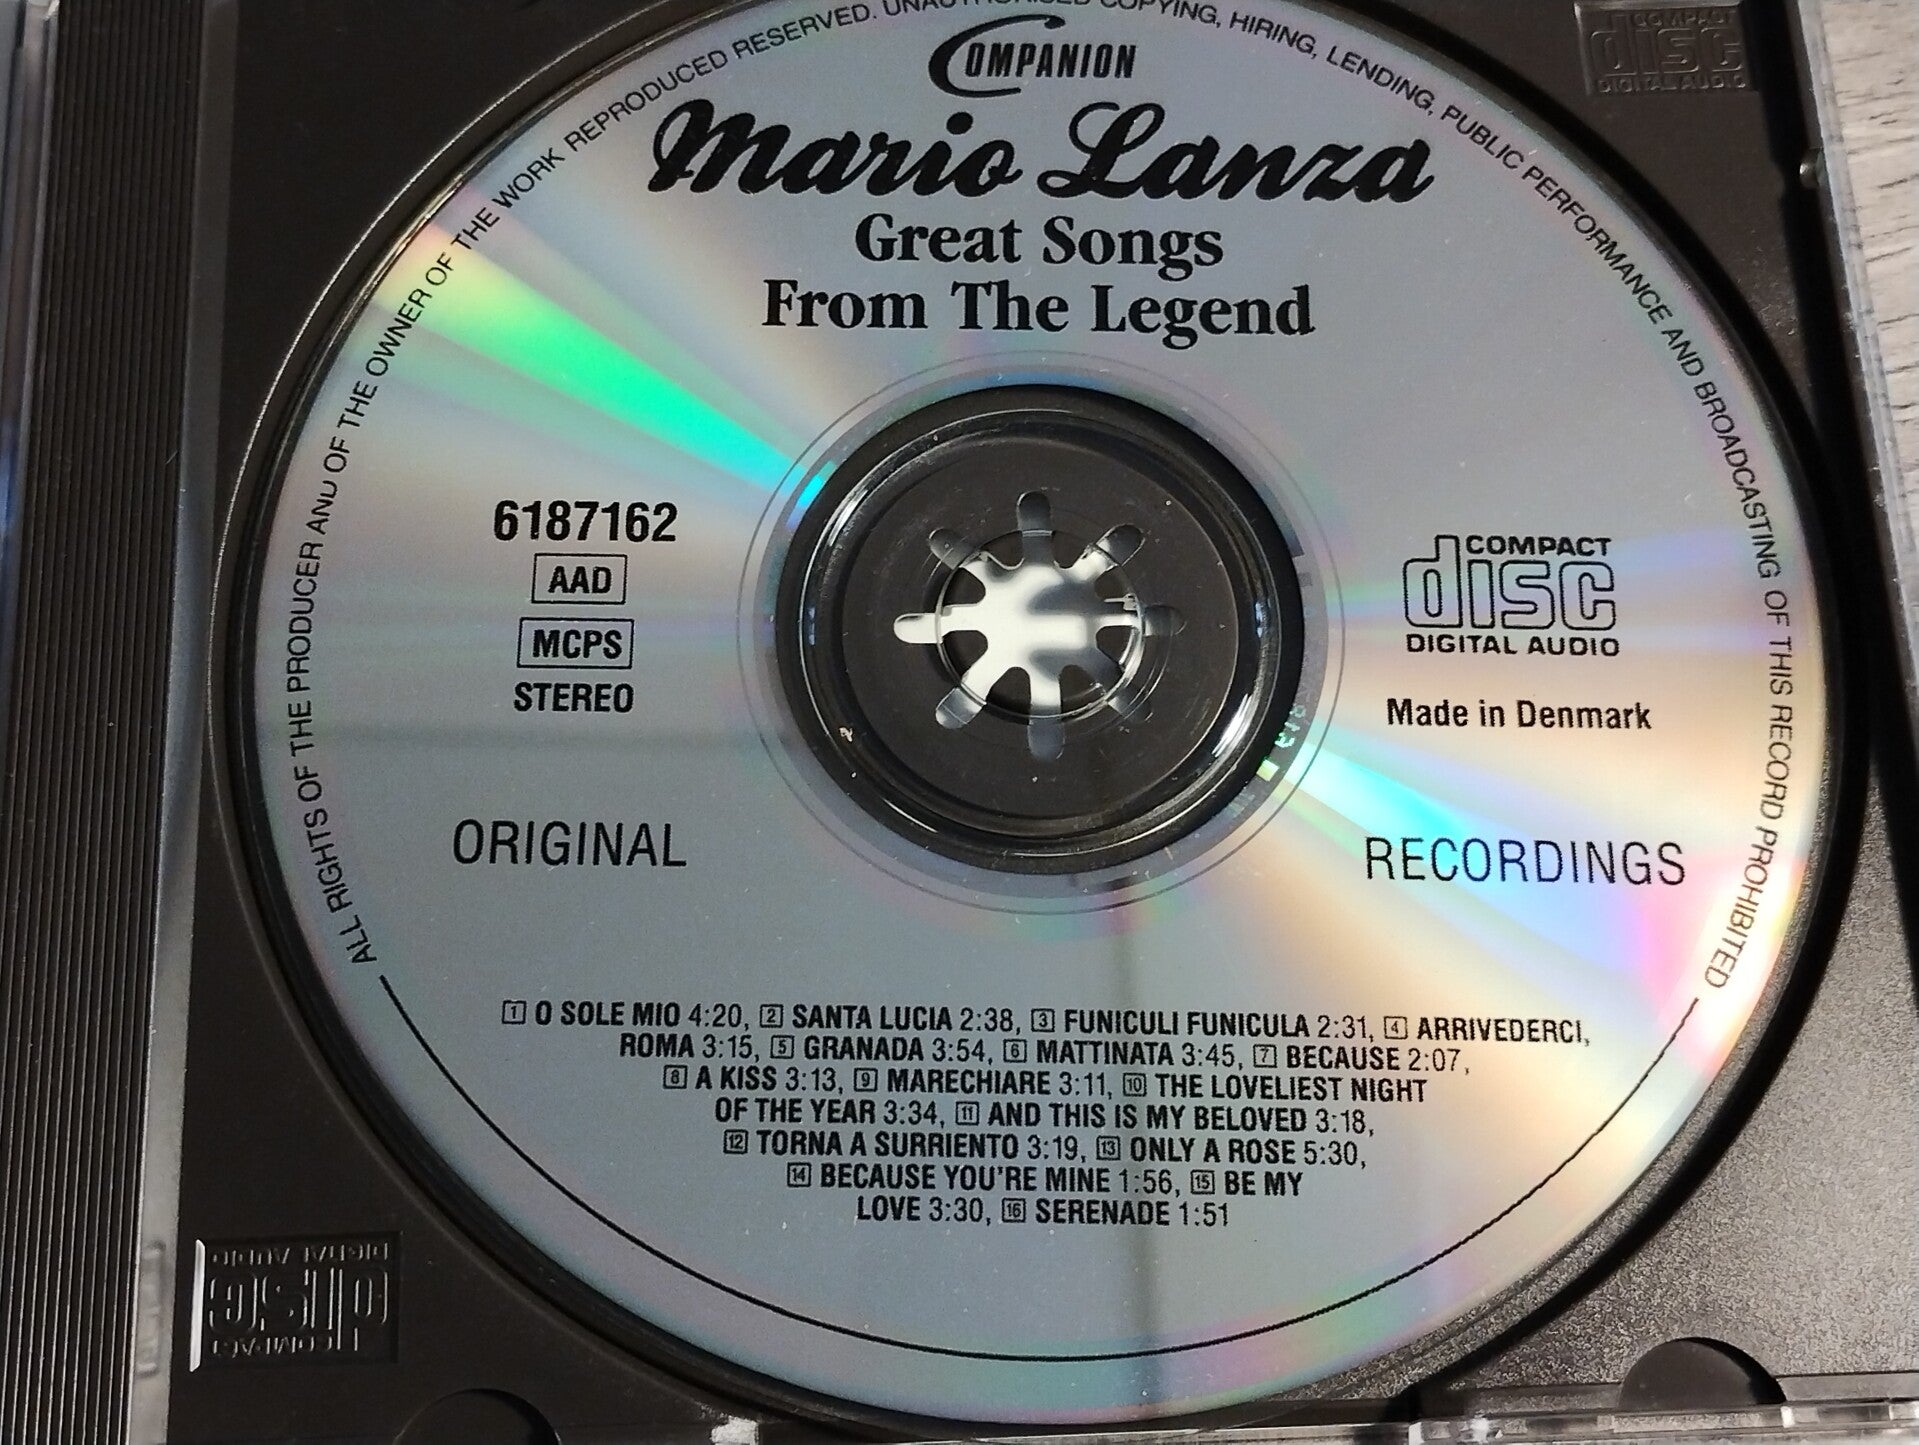 COMPANION
Mario Lanza
Great Songs
From The Legend
ALL RIGHTS OF THE PRODUCER AND OF THE OWNER OF THE WORK REPRODUCED RESERVED. UNAUTHORISED COPYING, HIRING, LENDING, PUBLIC PERFORMANCE AND BROADCASTING OF THIS RECORD PROHIBITED
6187162
AAD
MCPS
STEREO
COMPACT
disc
DIGITAL AUDIO
Made in Denmark
ORIGINAL
RECORDINGS
1 O SOLE MIO 4:20, 2 SANTA LUCIA 2:38, 3 FUNICULI FUNICULA 2:31, 4 ARRIVEDERCI,
ROMA 3:15, 5 GRANADA 3:54, 6 MATTINATA 3:45, 7 BECAUSE 2:07,
8 A KISS 3:13, 9 MARECHIARE 3:11, 10 THE LOVELIEST NIGHT
OF THE YEAR 3:34, 11 AND THIS IS MY BELOVED 3:18,
12 TORNA A SURRIENTO 3:19, 13 ONLY A ROSE 5:30,
14 BECAUSE YOU'RE MINE 1:56, 15 BE MY
LOVE 3:30, 16 SERENADE 1:51
COMPACT
disc
DIGITAL AUDIO
COMPACT
disc
DIGITAL AUDIO